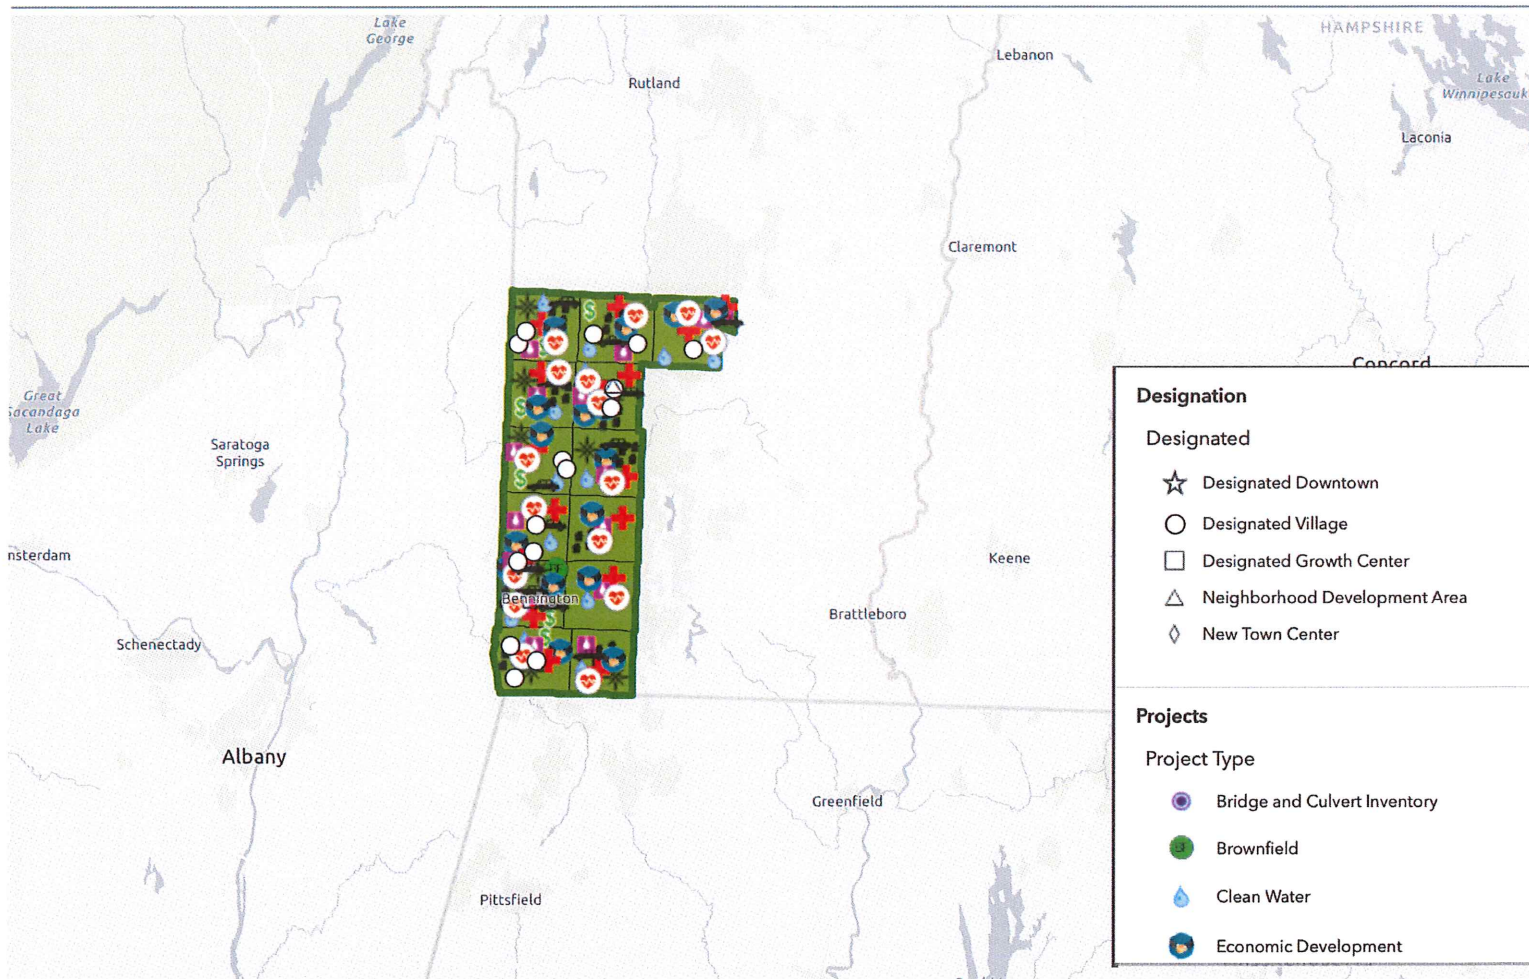 Lake
George
HAMPSHIRE
Lebanon
Rutland
Lake
Winnipesauk
Laconia
Claremont
Concord
Great
Sacandaga
Lake
Saratoga
Springs
nsterdam
Keene
Bennington
Brattleboro
Schenectady
Albany
Greenfield
Pittsfield
Designation
Designated
Designated Downtown
Designated Village
Designated Growth Center
Neighborhood Development Area
New Town Center
Projects
Project Type
Bridge and Culvert Inventory
BF
Brownfield
Clean Water
Economic Development